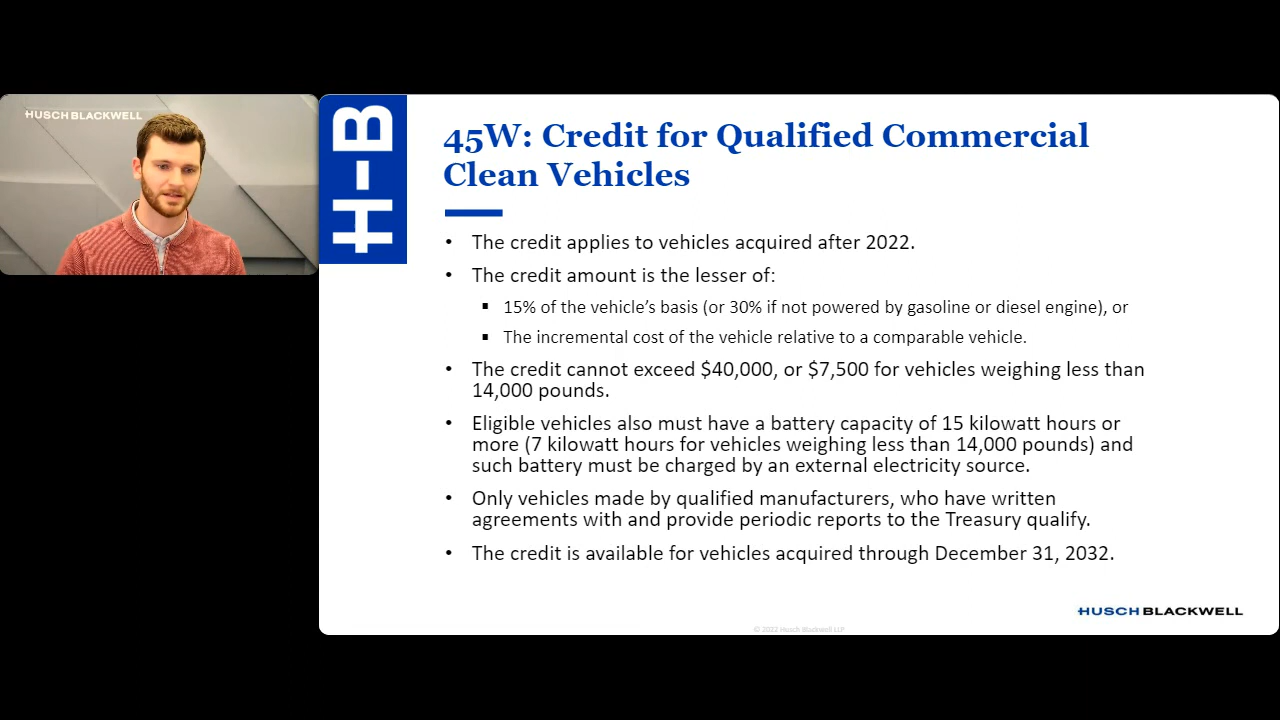 HUSCH BLACKWELL
H-B
45W: Credit for Qualified Commercial
Clean Vehicles
• The credit applies to vehicles acquired after 2022.
• The credit amount is the lesser of:
▪ 15% of the vehicle's basis (or 30% if not powered by gasoline or diesel engine), or
▪ The incremental cost of the vehicle relative to a comparable vehicle.
• The credit cannot exceed $40,000, or $7,500 for vehicles weighing less than
14,000 pounds.
• Eligible vehicles also must have a battery capacity of 15 kilowatt hours or
more (7 kilowatt hours for vehicles weighing less than 14,000 pounds) and
such battery must be charged by an external electricity source.
• Only vehicles made by qualified manufacturers, who have written
agreements with and provide periodic reports to the Treasury qualify.
• The credit is available for vehicles acquired through December 31, 2032.
HUSCH BLACKWELL
© 2022 Husch Blackwell LLP